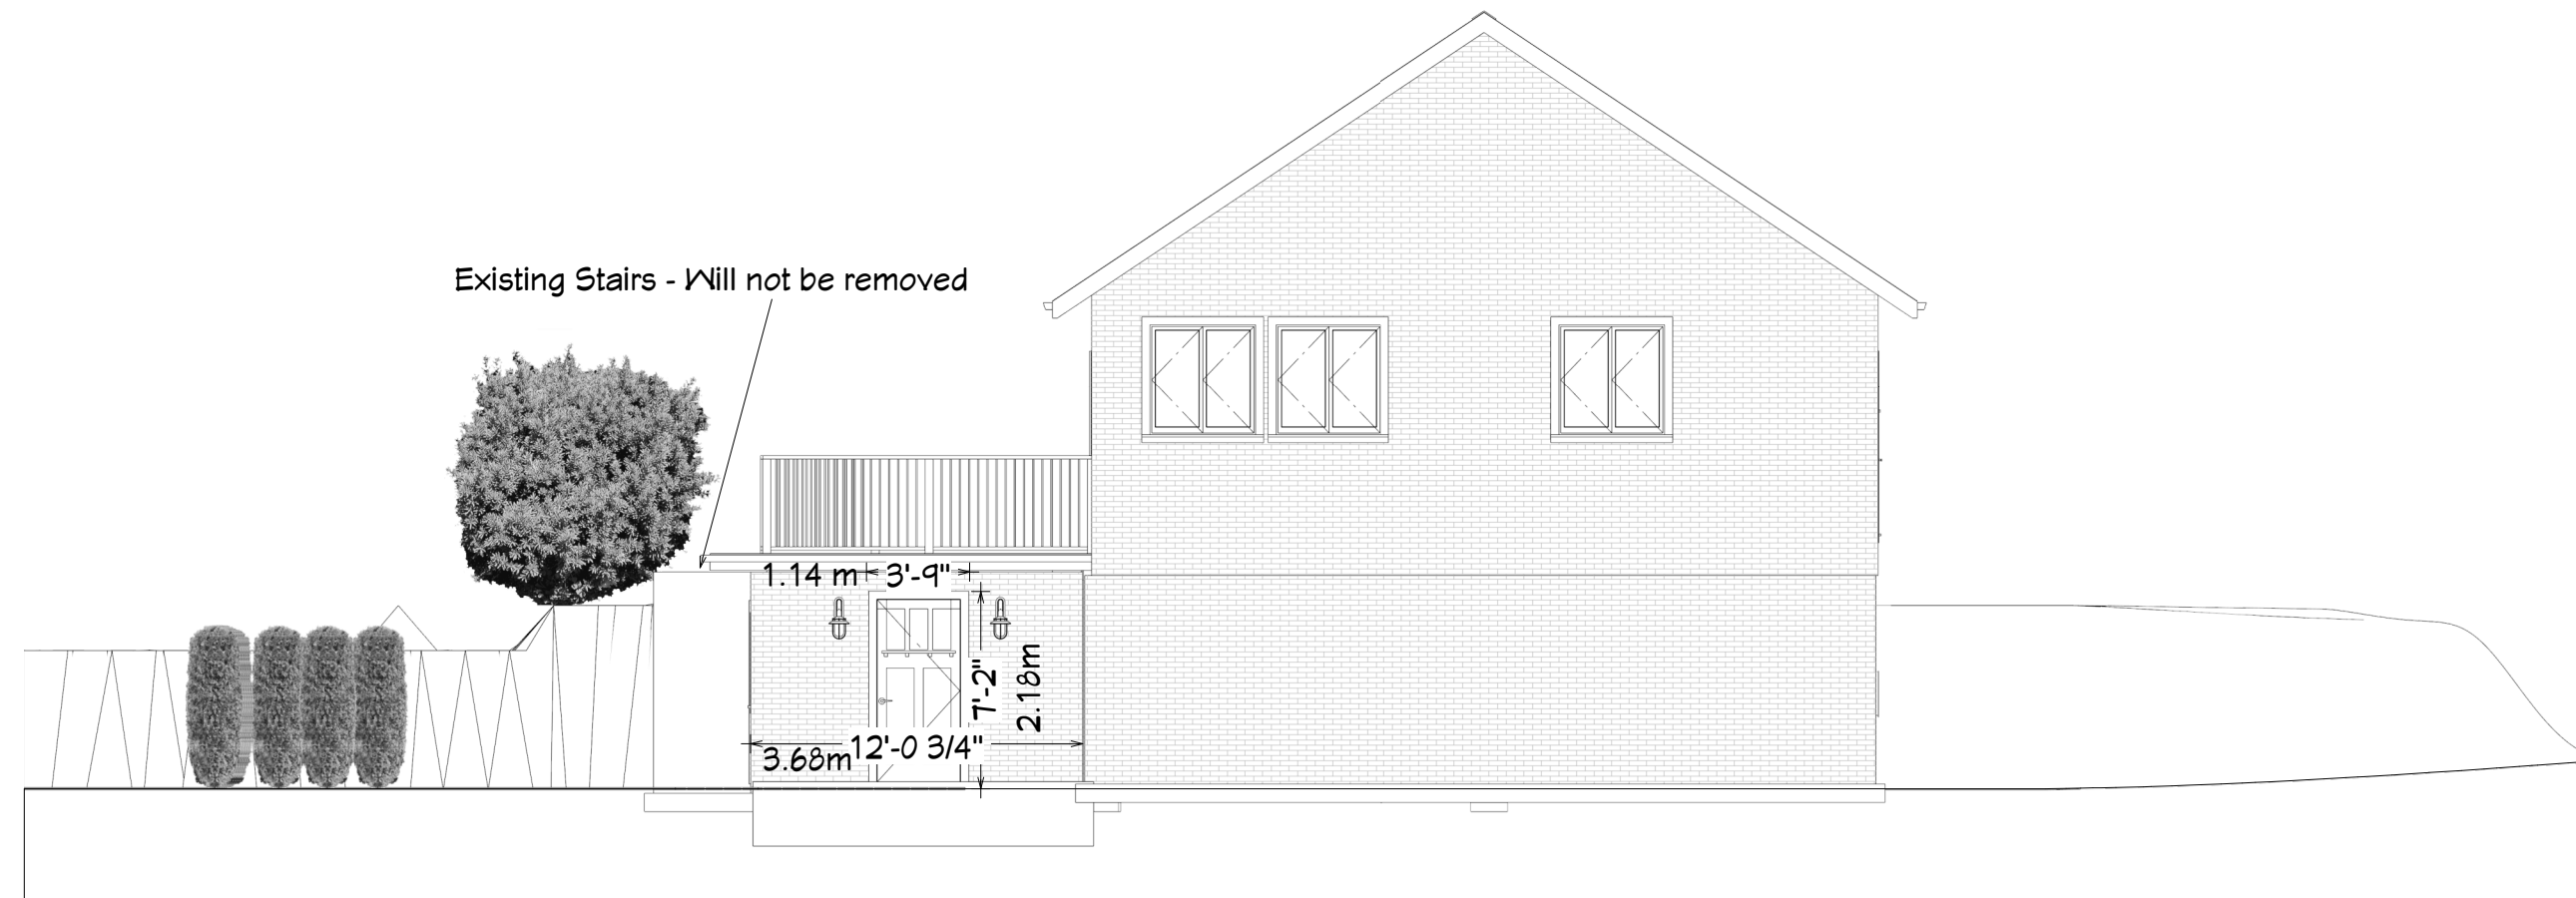 Existing Stairs - Will not be removed
1.14 m 3'-9"
7'-2"
2.18m
3.68m 12'-0 3/4"